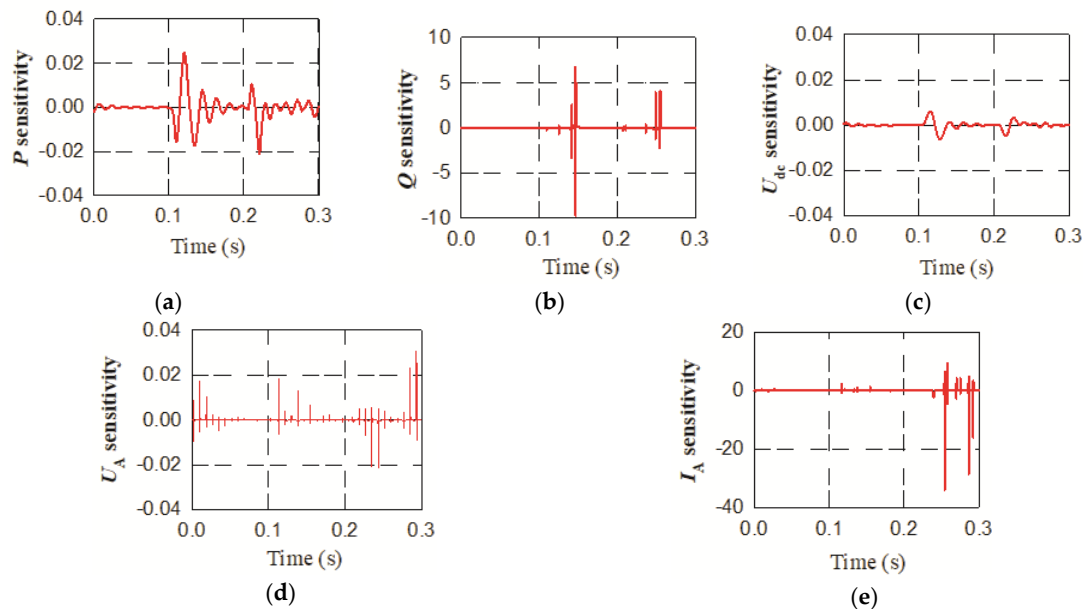 0.04
0.02
0.00
-0.02
-0.04
P sensitivity
0.0 0.1 0.2 0.3
Time (s)
(a)
10
5
0
-5
-10
Q sensitivity
0.0 0.1 0.2 0.3
Time (s)
(b)
0.04
0.02
0.00
-0.02
-0.04
Udc sensitivity
0.0 0.1 0.2 0.3
Time (s)
(c)
0.04
0.02
0.00
-0.02
-0.04
UA sensitivity
0.0 0.1 0.2 0.3
Time (s)
(d)
20
0
-20
-40
IA sensitivity
0.0 0.1 0.2 0.3
Time (s)
(e)